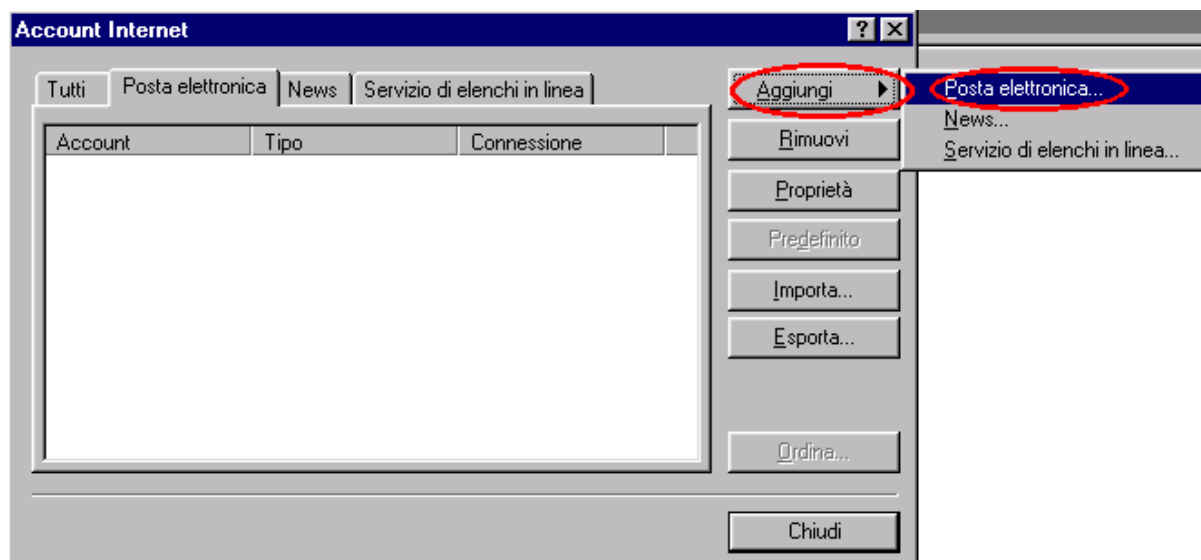 Account Internet
Tutti Posta elettronica News Servizio di elenchi in linea
Account Tipo Connessione
Aggiungi
Rimuovi
Proprietà
Predefinito
Importa...
Esporta...
Ordina...
Chiudi
Posta elettronica...
News...
Servizio di elenchi in linea...